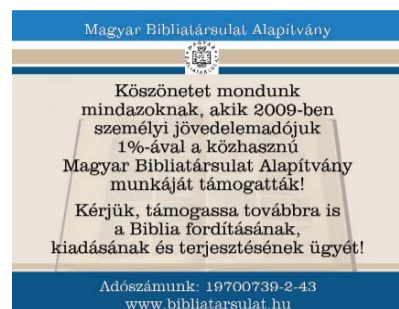 Magyar Bibliatársulat Alapítvány
Köszönetet mondunk
mindazoknak, akik 2009-ben
személyi jövedelemadójuk
1%-ával a közhasznú
Magyar Bibliatársulat Alapítvány
munkáját támogatták!
Kérjük, támogassa továbbra is
a Biblia fordításának,
kiadásának és terjesztésének ügyét!
Adószámunk: 19700739-2-43
www.bibliatarsulat.hu